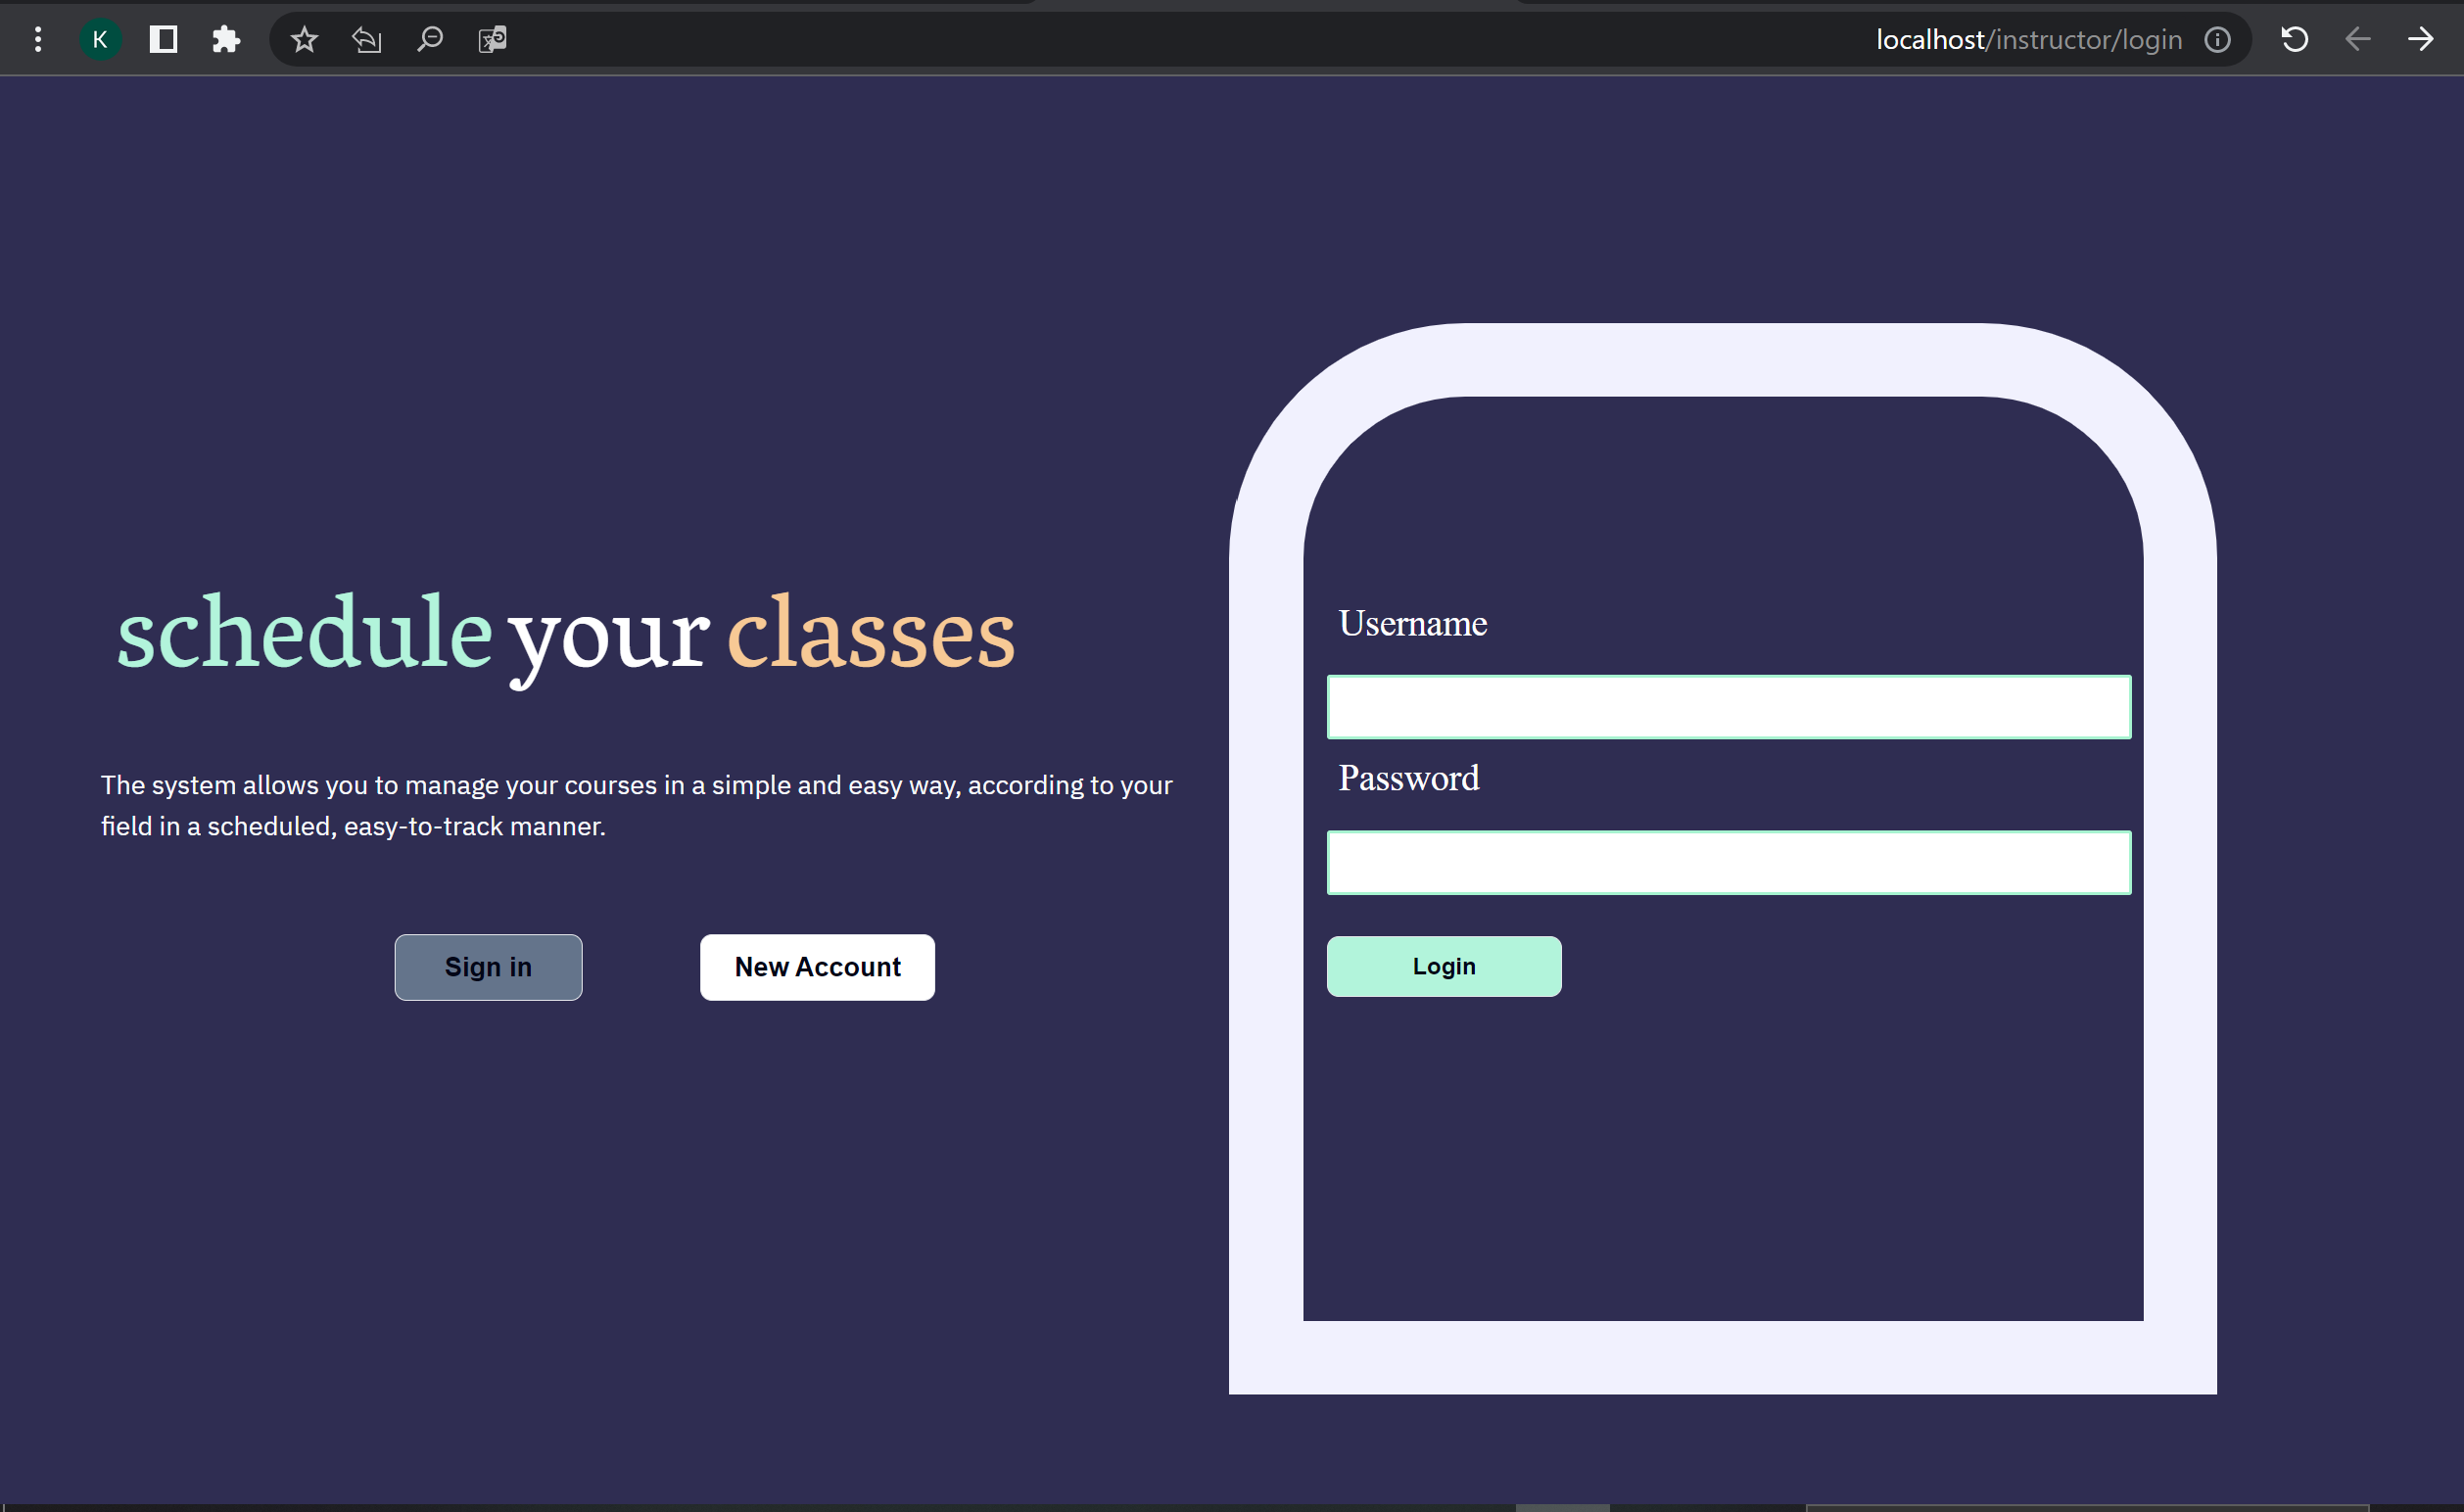 K
localhost/instructor/login
schedule your classes
The system allows you to manage your courses in a simple and easy way, according to your
field in a scheduled, easy-to-track manner.
Sign in
New Account
Username
Password
Login